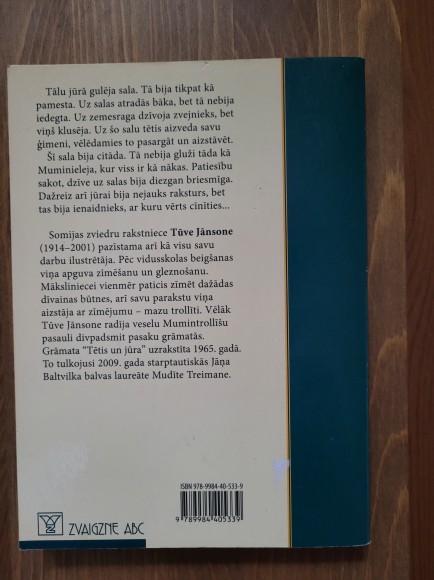 Tālu jūrā gulēja sala. Tā bija tikpat kā
pamesta. Uz salas atradās bāka, bet tā nebija
iedegta. Uz zemesraga dzīvoja zvejnieks, bet
viņš klusēja. Uz šo salu tētis aizveda savu
ģimeni, vēlēdamies to pasargāt un aizstāvēt.
Šī sala bija citāda. Tā nebija gluži tāda kā
Muminieleja, kur viss ir kā nākas. Patiesību
sakot, dzīve uz salas bija diezgan briesmīga.
Dažreiz arī jūrai bija nejauks raksturs, bet
tas bija ienaidnieks, ar kuru vērts cīnīties...
Somijas zviedru rakstniece Tūve Jānsone
(1914–2001) pazīstama arī kā visu savu
darbu ilustrētāja. Pēc vidusskolas beigšanas
viņa apguva zīmēšanu un gleznošanu.
Māksliniecei vienmēr paticis zīmēt dažādas
dīvainas būtnes, arī savu parakstu viņa
aizstāja ar zīmējumu – mazu trollīti. Vēlāk
Tūve Jānsone radīja veselu Mumintrollīšu
pasauli divpadsmit pasaku grāmatās.
Grāmata "Tētis un jūra" uzrakstīta 1965. gadā.
To tulkojusi 2009. gada starptautiskās Jāņa
Baltvilka balvas laureāte Mudīte Treimane.
ISBN 978-9984-40-533-9
9 789984 405339
ZVAIGZNE ABC